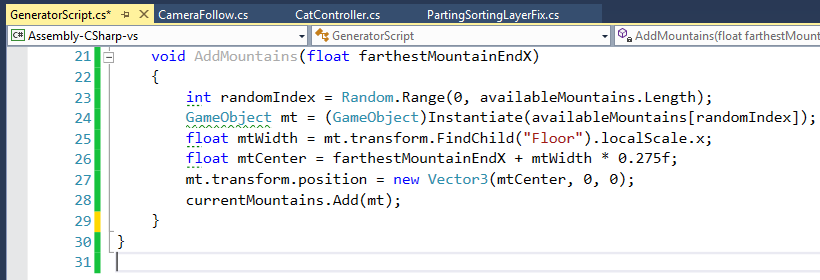 GeneratorScript.cs* CameraFollow.cs CatController.cs PartingSortingLayerFix.cs
C# Assembly-CSharp-vs GeneratorScript AddMountains(float farthestMount
21 void AddMountains(float farthestMountainEndX)
22 {
23 int randomIndex = Random.Range(0, availableMountains.Length);
24 GameObject mt = (GameObject)Instantiate(availableMountains[randomIndex]);
25 float mtWidth = mt.transform.FindChild("Floor").localScale.x;
26 float mtCenter = farthestMountainEndX + mtWidth * 0.275f;
27 mt.transform.position = new Vector3(mtCenter, 0, 0);
28 currentMountains.Add(mt);
29 }
30 }
31